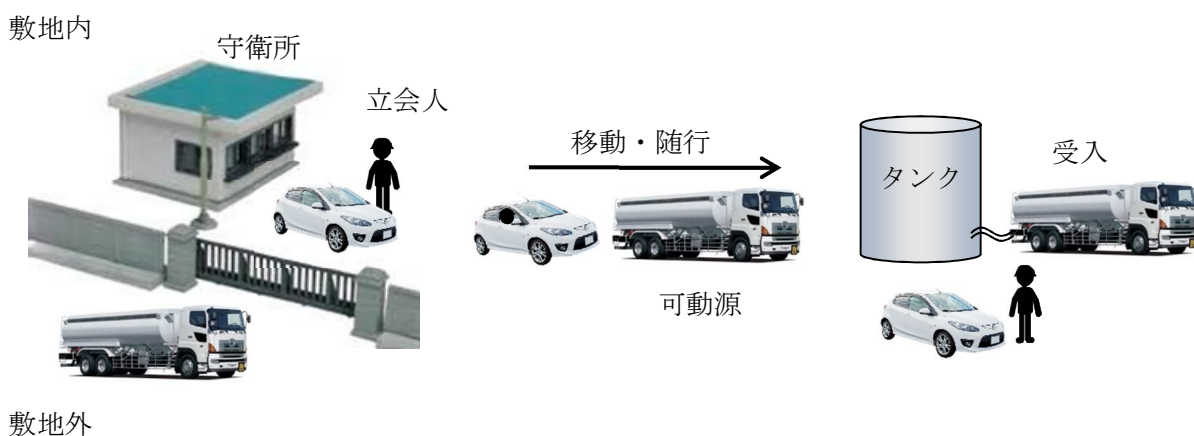 敷地内
守衛所
立会人
移動・随行
可動源
タンク
受入
敷地外